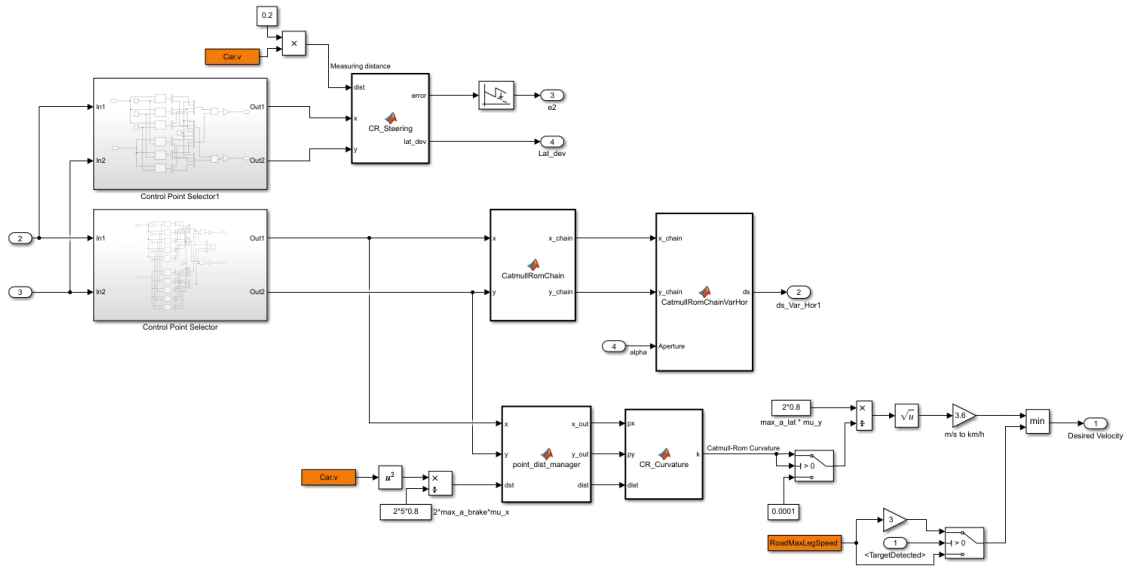 0.2
Car.v
×
Measuring distance
dist
x
y
error
lat_dev
CR_Steering
3
e2
4
Lat_dev
In1
In2
Out1
Out2
Control Point Selector1
2
3
In1
In2
Out1
Out2
Control Point Selector
x
y
x_chain
y_chain
CatmullRomChain
x_chain
y_chain
Aperture
ds
CatmullRomChainVarHor
2
ds_Var_Hor1
4
alpha
x
y
dst
x_out
y_out
dist
point_dist_manager
px
py
dist
k
CR_Curvature
Catmull-Rom Curvature
Car.v
u²
×
÷
2*5*0.8
2*max_a_brake*mu_x
2*0.8
max_a_lat * mu_y
×
÷
√u
3.6
m/s to km/h
min
1
Desired Velocity
> 0
0.0001
RoadMaxLegSpeed
3
1
<TargetDetected>
> 0